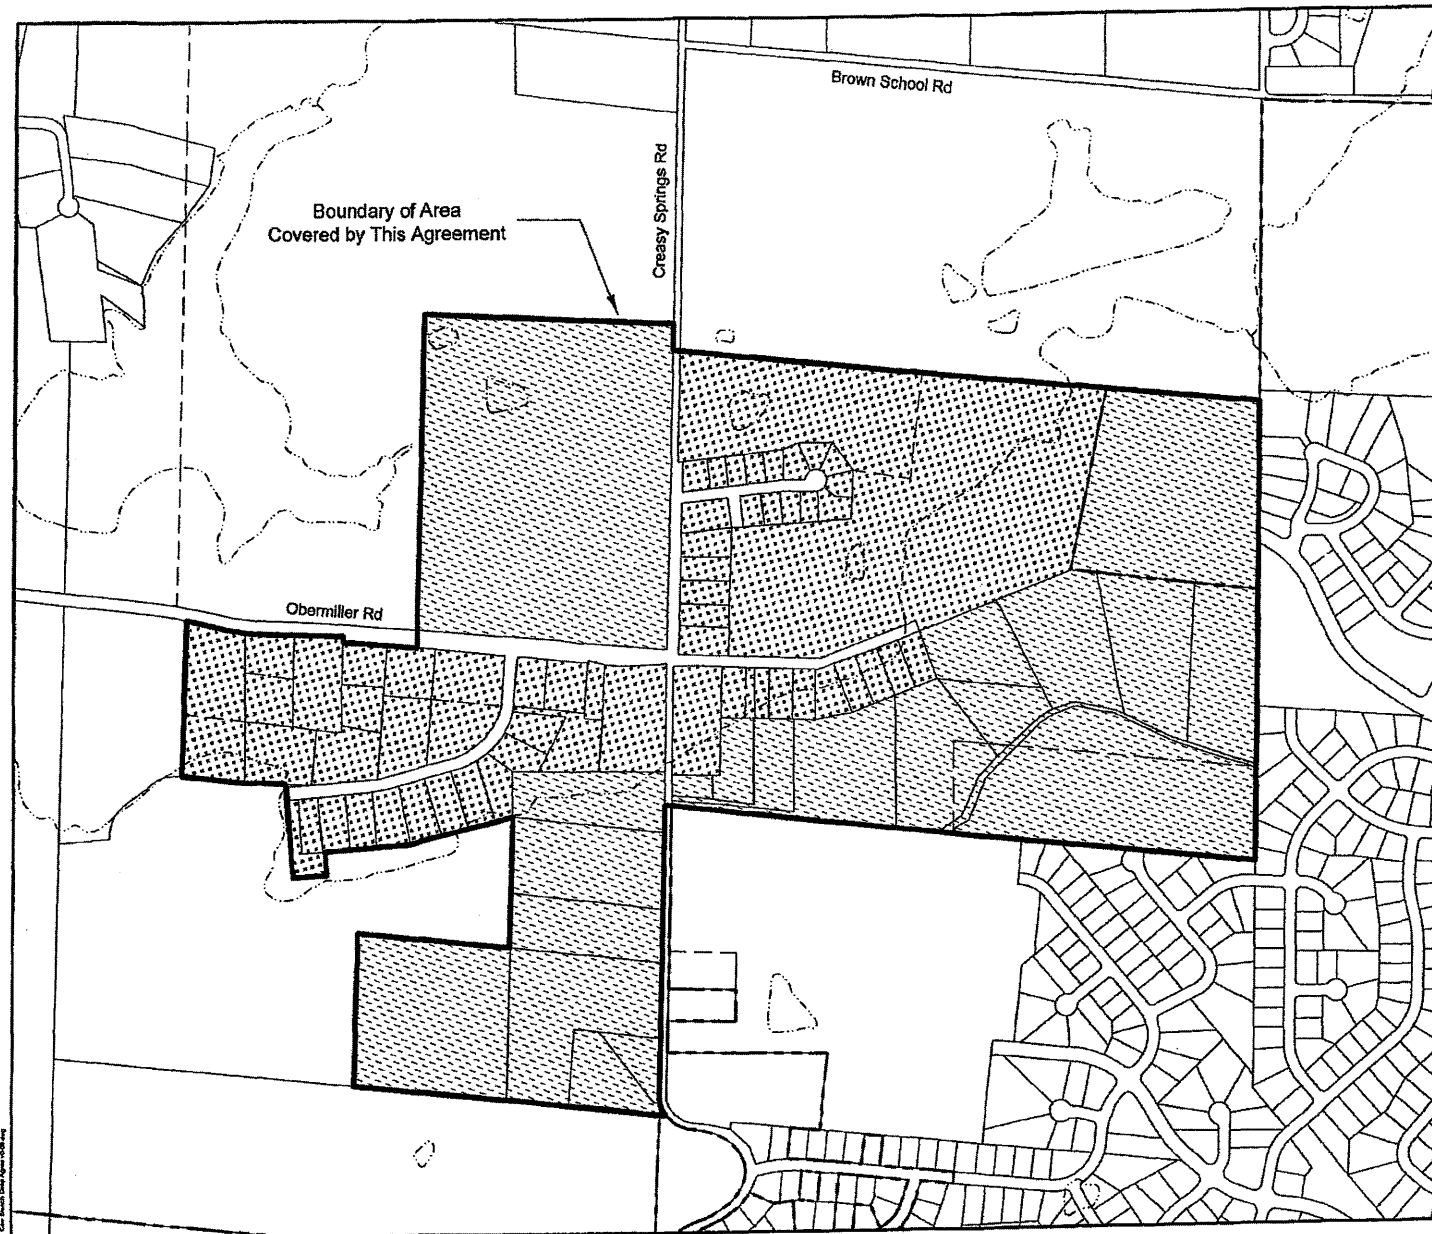 Brown School Rd
Creasy Springs Rd
Boundary of Area
Covered by This Agreement
Obermiller Rd